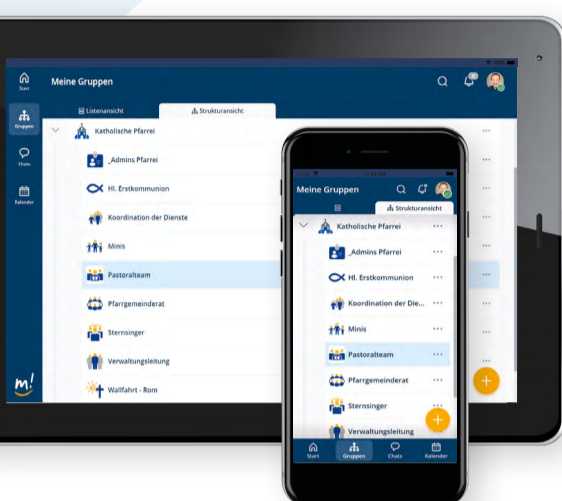 Start
Meine Gruppen
Listenansicht
Strukturansicht
Gruppen
Chats
Kalender
Katholische Pfarrei
_Admins Pfarrei
Hl. Erstkommunion
Koordination der Dienste
Minis
Pastoralteam
Pfarrgemeinderat
Sternsinger
Verwaltungsleitung
Wallfahrt - Rom
m!
Meine Gruppen
Strukturansicht
Katholische Pfarrei
_Admins Pfarrei
Hl. Erstkommunion
Koordination der Die...
Minis
Pastoralteam
Pfarrgemeinderat
Sternsinger
Verwaltungsleitung
Start
Gruppen
Chats
Kalender